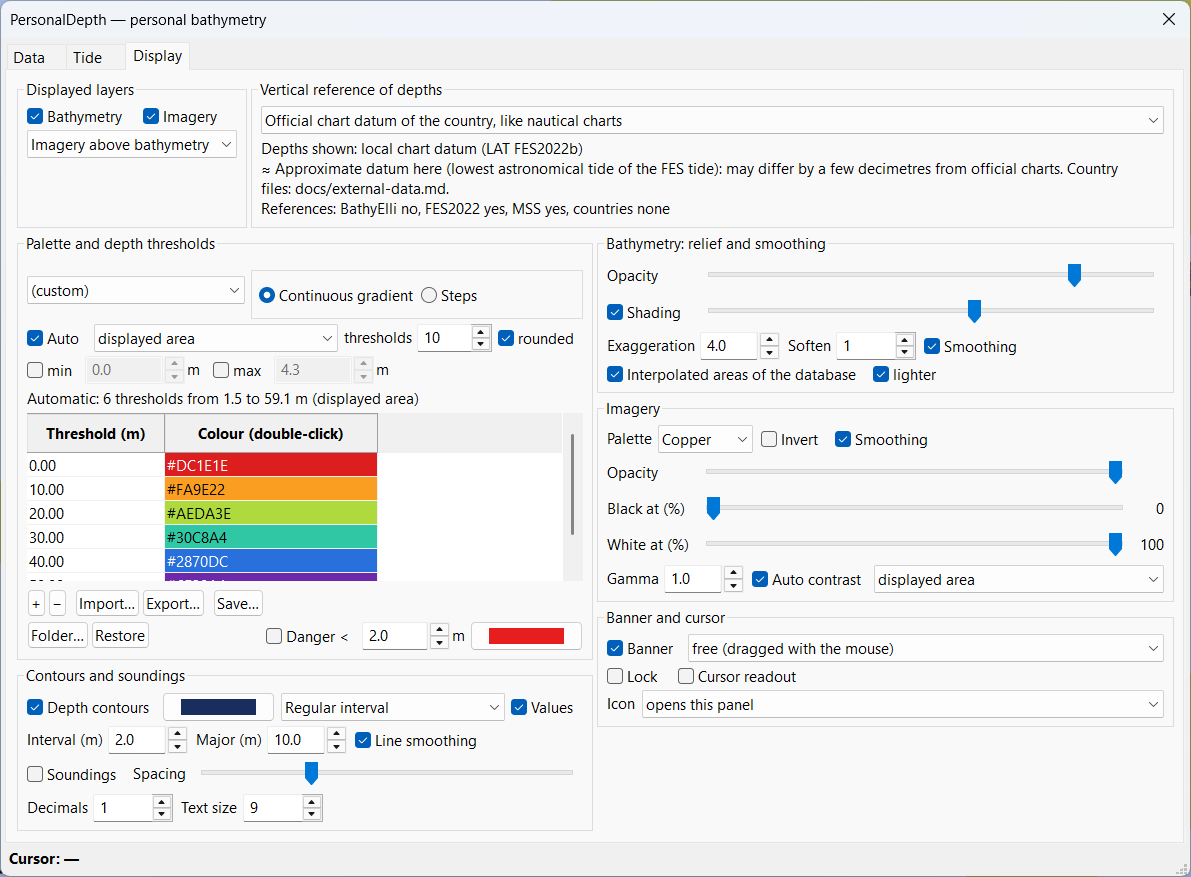 PersonalDepth — personal bathymetry
Data Tide Display
Displayed layers
Bathymetry Imagery
Imagery above bathymetry
Vertical reference of depths
Official chart datum of the country, like nautical charts
Depths shown: local chart datum (LAT FES2022b)
≈ Approximate datum here (lowest astronomical tide of the FES tide): may differ by a few decimetres from official charts. Country
files: docs/external-data.md.
References: BathyElli no, FES2022 yes, MSS yes, countries none
Palette and depth thresholds
(custom) Continuous gradient Steps
Auto displayed area thresholds 10 rounded
min 0.0 m max 4.3 m
Automatic: 6 thresholds from 1.5 to 59.1 m (displayed area)
Threshold (m) Colour (double-click)
0.00 #DC1E1E
10.00 #FA9E22
20.00 #AEDA3E
30.00 #30C8A4
40.00 #2870DC
+ − Import... Export... Save...
Folder... Restore Danger < 2.0 m
Contours and soundings
Depth contours Regular interval Values
Interval (m) 2.0 Major (m) 10.0 Line smoothing
Soundings Spacing
Decimals 1 Text size 9
Bathymetry: relief and smoothing
Opacity
Shading
Exaggeration 4.0 Soften 1 Smoothing
Interpolated areas of the database lighter
Imagery
Palette Copper Invert Smoothing
Opacity
Black at (%) 0
White at (%) 100
Gamma 1.0 Auto contrast displayed area
Banner and cursor
Banner free (dragged with the mouse)
Lock Cursor readout
Icon opens this panel
Cursor: —